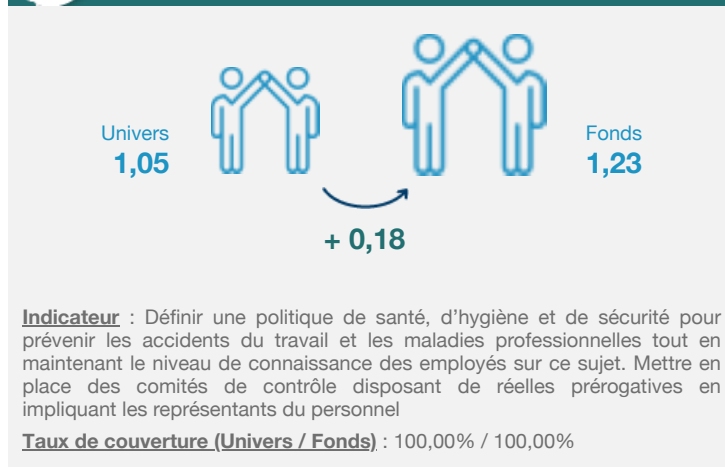 Univers
1,05
Fonds
1,23
+ 0,18
Indicateur : Définir une politique de santé, d’hygiène et de sécurité pour
prévenir les accidents du travail et les maladies professionnelles tout en
maintenant le niveau de connaissance des employés sur ce sujet. Mettre en
place des comités de contrôle disposant de réelles prérogatives en
impliquant les représentants du personnel
Taux de couverture (Univers / Fonds) : 100,00% / 100,00%